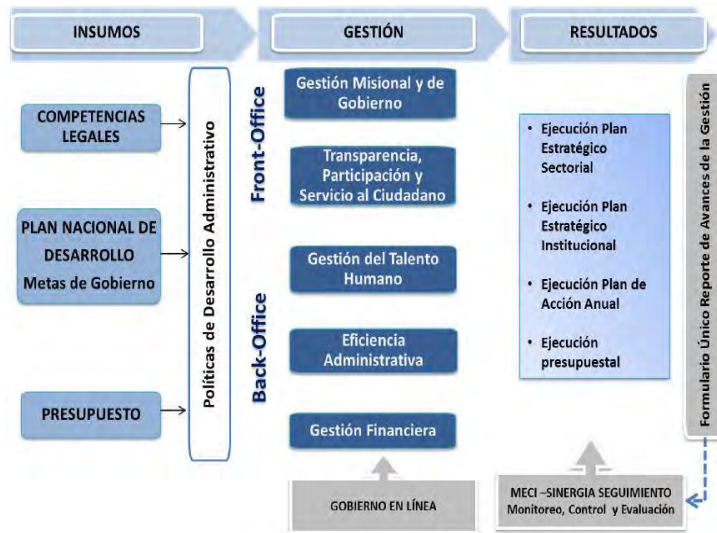 INSUMOS
GESTIÓN
RESULTADOS
COMPETENCIAS
LEGALES
PLAN NACIONAL DE
DESARROLLO
Metas de Gobierno
PRESUPUESTO
Políticas de Desarrollo Administrativo
Front-Office
Back-Office
Gestión Misional y de
Gobierno
Transparencia,
Participación y
Servicio al Ciudadano
Gestión del Talento
Humano
Eficiencia
Administrativa
Gestión Financiera
GOBIERNO EN LÍNEA
• Ejecución Plan
Estratégico
Sectorial
• Ejecución Plan
Estratégico
Institucional
• Ejecución Plan de
Acción Anual
• Ejecución
presupuestal
MECI –SINERGIA SEGUIMIENTO
Monitoreo, Control y Evaluación
Formulario Único Reporte de Avances de la Gestión